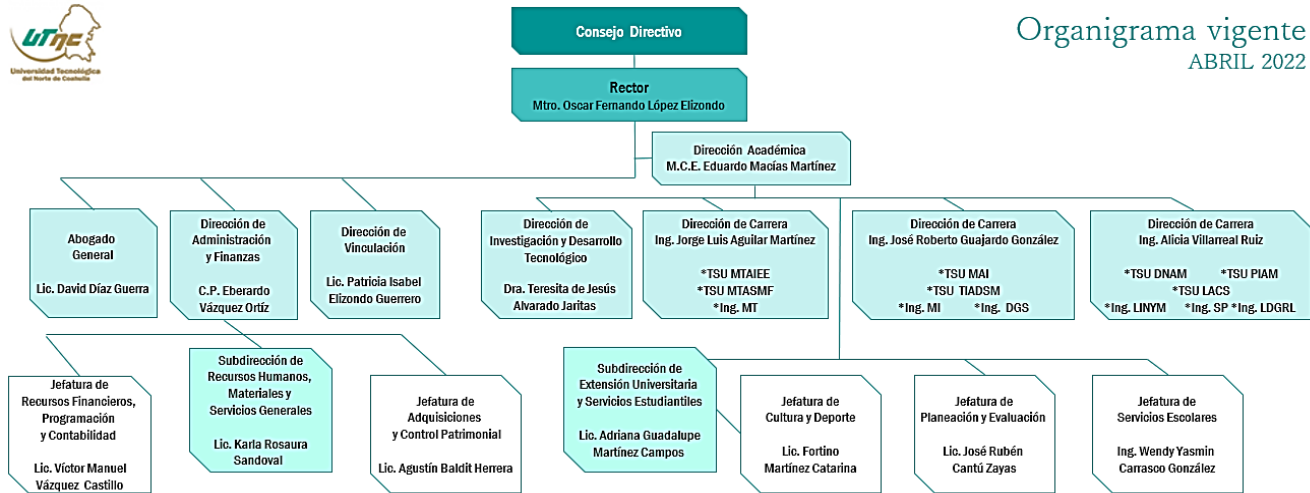 UTnc
Universidad Tecnológica
del Norte de Coahuila
Organigrama vigente
ABRIL 2022
Consejo Directivo
Rector
Mtro. Oscar Fernando López Elizondo
Dirección Académica
M.C.E. Eduardo Macías Martínez
Abogado
General
Lic. David Díaz Guerra
Dirección de
Administración
y Finanzas
C.P. Eberardo
Vázquez Ortíz
Dirección de
Vinculación
Lic. Patricia Isabel
Elizondo Guerrero
Dirección de
Investigación y Desarrollo
Tecnológico
Dra. Teresita de Jesús
Alvarado Jaritas
Dirección de Carrera
Ing. Jorge Luis Aguilar Martínez
*TSU MTAIEE
*TSU MTASMF
*Ing. MT
Dirección de Carrera
Ing. José Roberto Guajardo González
*TSU MAI
*TSU TIADSM
*Ing. MI *Ing. DGS
Dirección de Carrera
Ing. Alicia Villarreal Ruiz
*TSU DNAM *TSU PIAM
*TSU LACS
*Ing. LINYM *Ing. SP *Ing. LDGRL
Jefatura de
Recursos Financieros,
Programación
y Contabilidad
Lic. Víctor Manuel
Vázquez Castillo
Subdirección de
Recursos Humanos,
Materiales y
Servicios Generales
Lic. Karla Rosaura
Sandoval
Jefatura de
Adquisiciones
y Control Patrimonial
Lic. Agustín Baldit Herrera
Subdirección de
Extensión Universitaria
y Servicios Estudiantiles
Lic. Adriana Guadalupe
Martínez Campos
Jefatura de
Cultura y Deporte
Lic. Fortino
Martínez Catarina
Jefatura de
Planeación y Evaluación
Lic. José Rubén
Cantú Zayas
Jefatura de
Servicios Escolares
Ing. Wendy Yasmin
Carrasco González